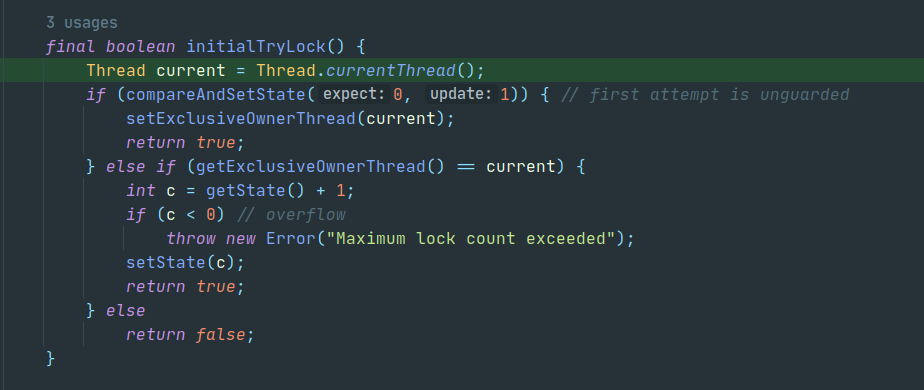 3 usages
final boolean initialTryLock() {
Thread current = Thread.currentThread();
if (compareAndSetState( expect: 0, update: 1)) { // first attempt is unguarded
setExclusiveOwnerThread(current);
return true;
} else if (getExclusiveOwnerThread() == current) {
int c = getState() + 1;
if (c < 0) // overflow
throw new Error("Maximum lock count exceeded");
setState(c);
return true;
} else
return false;
}